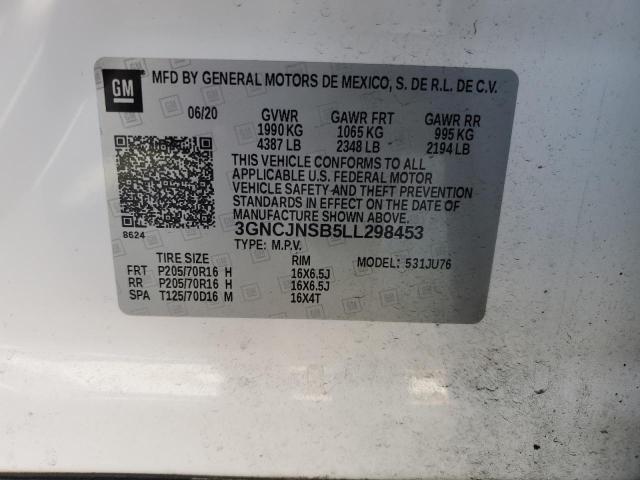 GM
MFD BY GENERAL MOTORS DE MEXICO, S. DE R.L. DE C.V.
06/20 GVWR GAWR FRT GAWR RR
1990 KG 1065 KG 995 KG
4387 LB 2348 LB 2194 LB
THIS VEHICLE CONFORMS TO ALL
APPLICABLE U.S. FEDERAL MOTOR
VEHICLE SAFETY AND THEFT PREVENTION
STANDARDS IN EFFECT ON THE DATE OF
MANUFACTURE SHOWN ABOVE.
8624 3GNCJNSB5LL298453
TYPE: M.P.V.
TIRE SIZE RIM MODEL: 531JU76
FRT P205/70R16 H 16X6.5J
RR P205/70R16 H 16X6.5J
SPA T125/70D16 M 16X4T